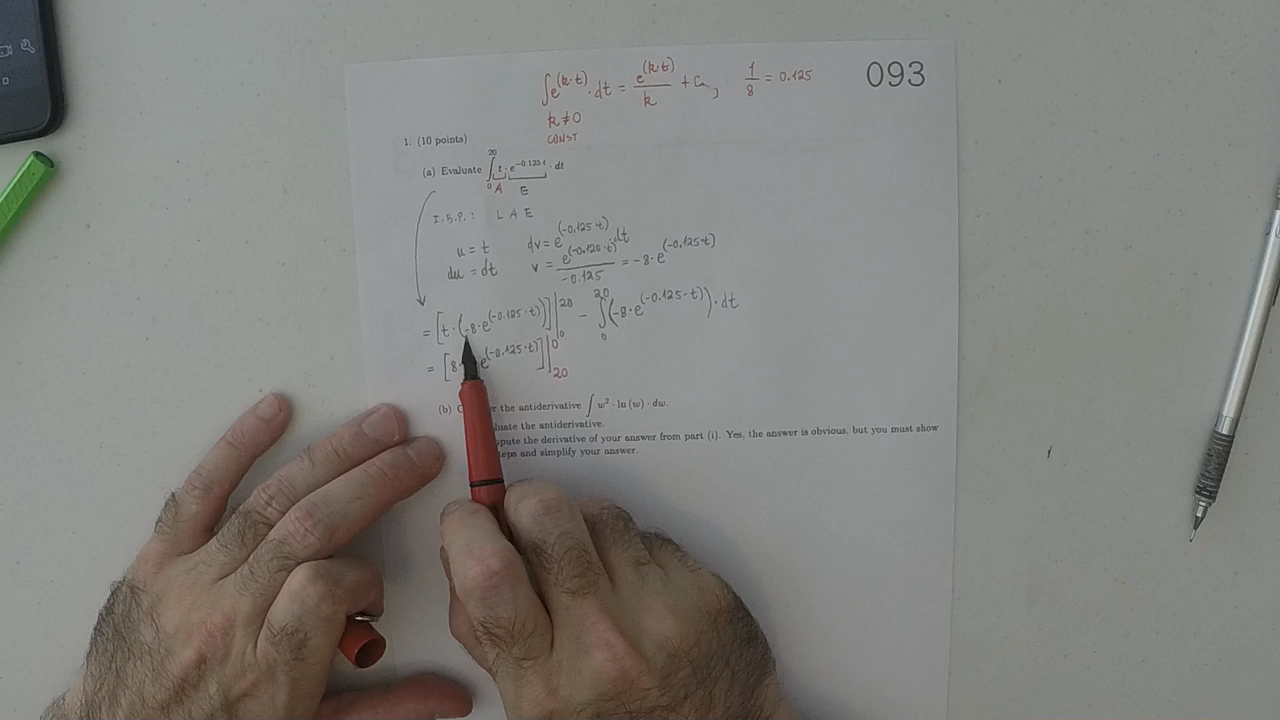 ∫e^(k·t)·dt = e^(k·t)/k + C, 1/8 = 0.125
093
k ≠ 0
CONST
1. (10 points)
(a) Evaluate ∫₀²⁰ t · e^−0.125t · dt
A E
I.B.P.: L A E
u = t dv = e^(−0.125·t)·dt
du = dt v = e^(−0.125·t)/−0.125 = −8·e^(−0.125·t)
= [t·(−8·e^(−0.125·t))]|₀²⁰ − ∫₀²⁰(−8·e^(−0.125·t))·dt
= [8· e^(−0.125·t)]|₂₀⁰
(b) the antiderivative ∫ w² · ln (w) · dw.
the antiderivative.
the derivative of your answer from part (i). Yes, the answer is obvious, but you must show
and simplify your answer.